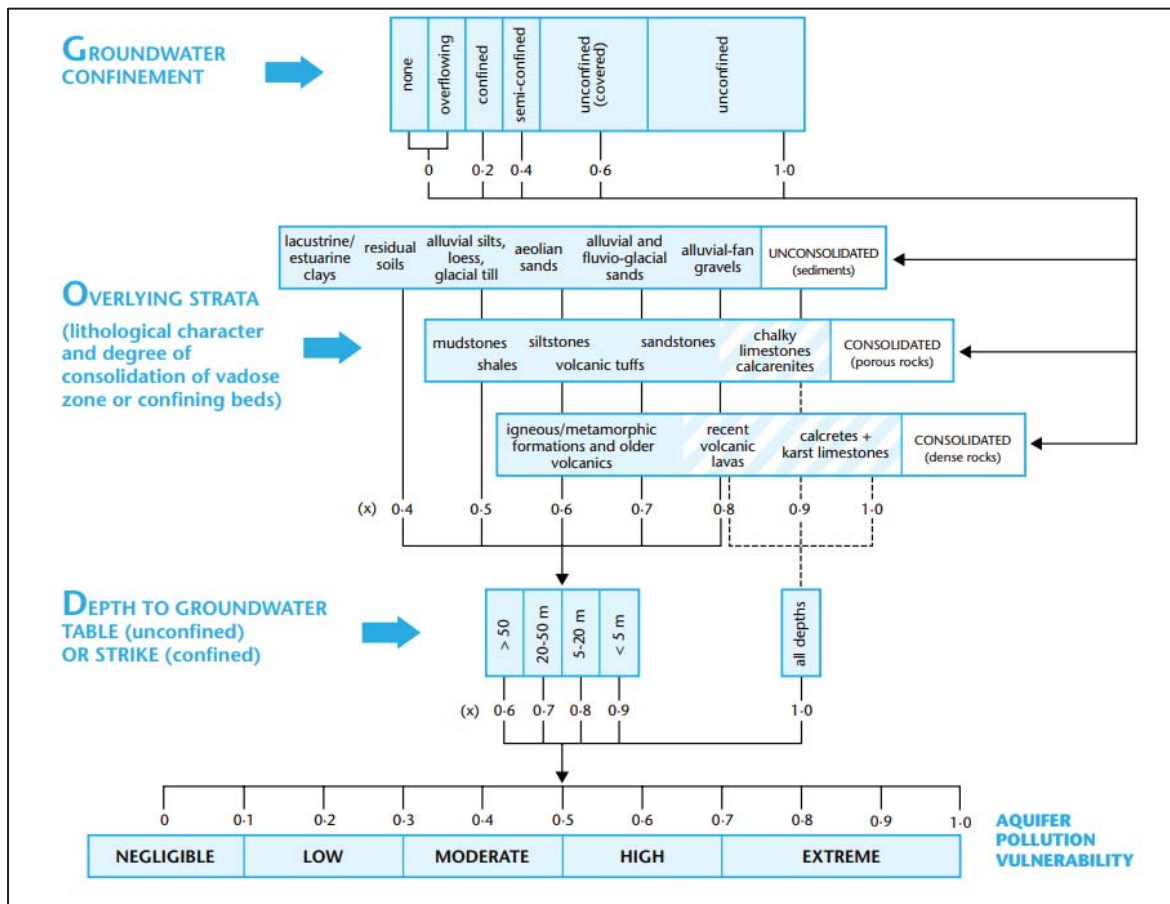 GROUNDWATER
CONFINEMENT
none
overflowing
confined
semi-confined
unconfined
(covered)
unconfined
0
0·2
0·4
0·6
1·0
OVERLYING STRATA
(lithological character
and degree of
consolidation of vadose
zone or confining beds)
lacustrine/
estuarine
clays
residual
soils
alluvial silts,
loess,
glacial till
aeolian
sands
alluvial and
fluvio-glacial
sands
alluvial-fan
gravels
UNCONSOLIDATED
(sediments)
mudstones
shales
siltstones
volcanic tuffs
sandstones
chalky
limestones
calcarenites
CONSOLIDATED
(porous rocks)
igneous/metamorphic
formations and older
volcanics
recent
volcanic
lavas
calcretes +
karst limestones
CONSOLIDATED
(dense rocks)
(x) 0·4 0·5 0·6 0·7 0·8 0·9 1·0
DEPTH TO GROUNDWATER
TABLE (unconfined)
OR STRIKE (confined)
> 50
20-50 m
5-20 m
< 5 m
all depths
(x) 0·6 0·7 0·8 0·9 1·0
0 0·1 0·2 0·3 0·4 0·5 0·6 0·7 0·8 0·9 1·0
NEGLIGIBLE LOW MODERATE HIGH EXTREME
AQUIFER
POLLUTION
VULNERABILITY